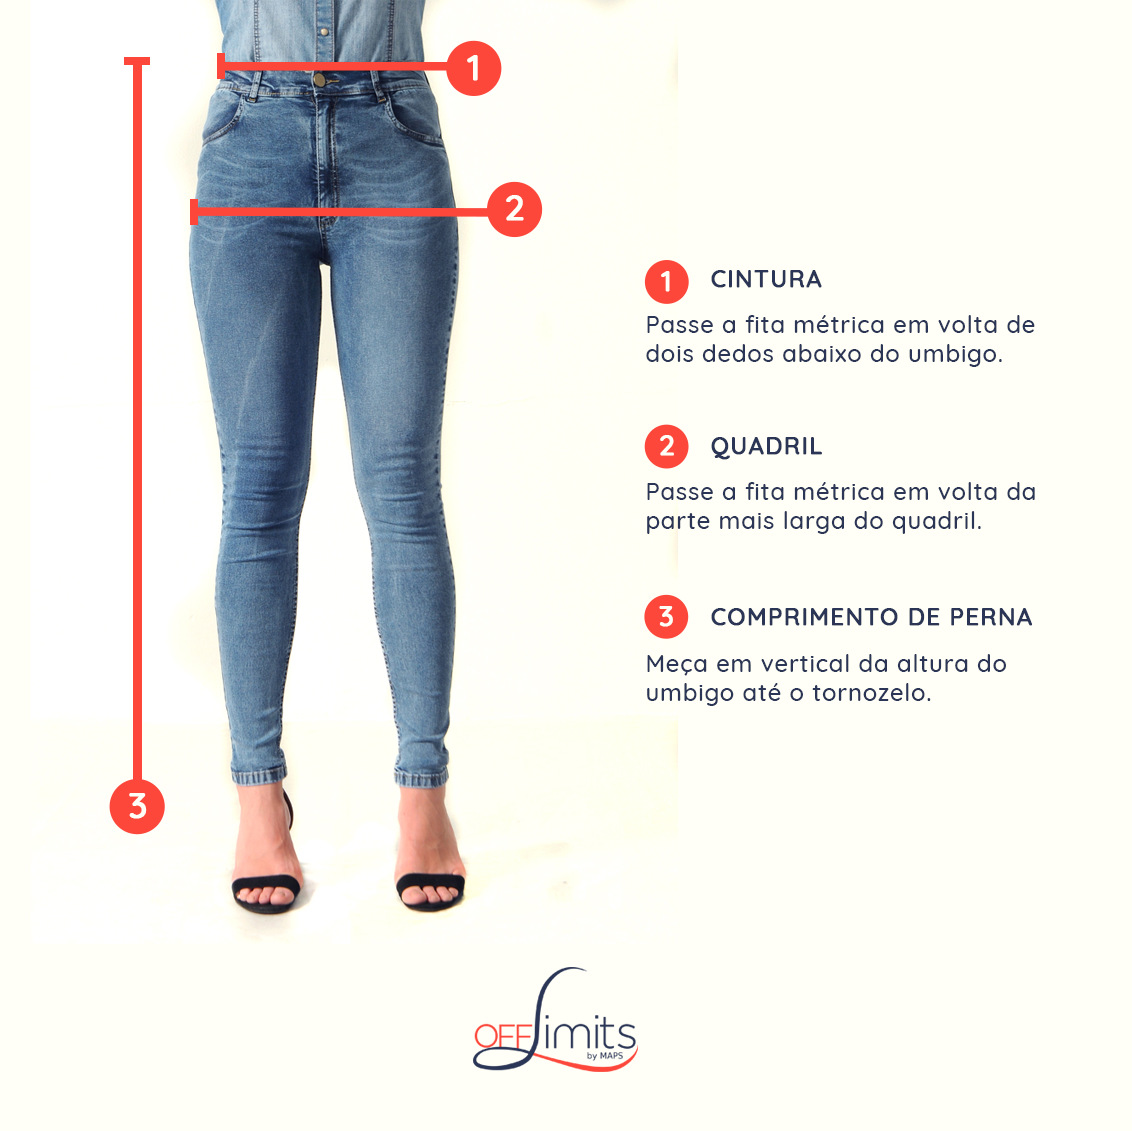 1
2
1 CINTURA
Passe a fita métrica em volta de
dois dedos abaixo do umbigo.
2 QUADRIL
Passe a fita métrica em volta da
parte mais larga do quadril.
3 COMPRIMENTO DE PERNA
Meça em vertical da altura do
umbigo até o tornozelo.
3
OFF Limits
by MAPS